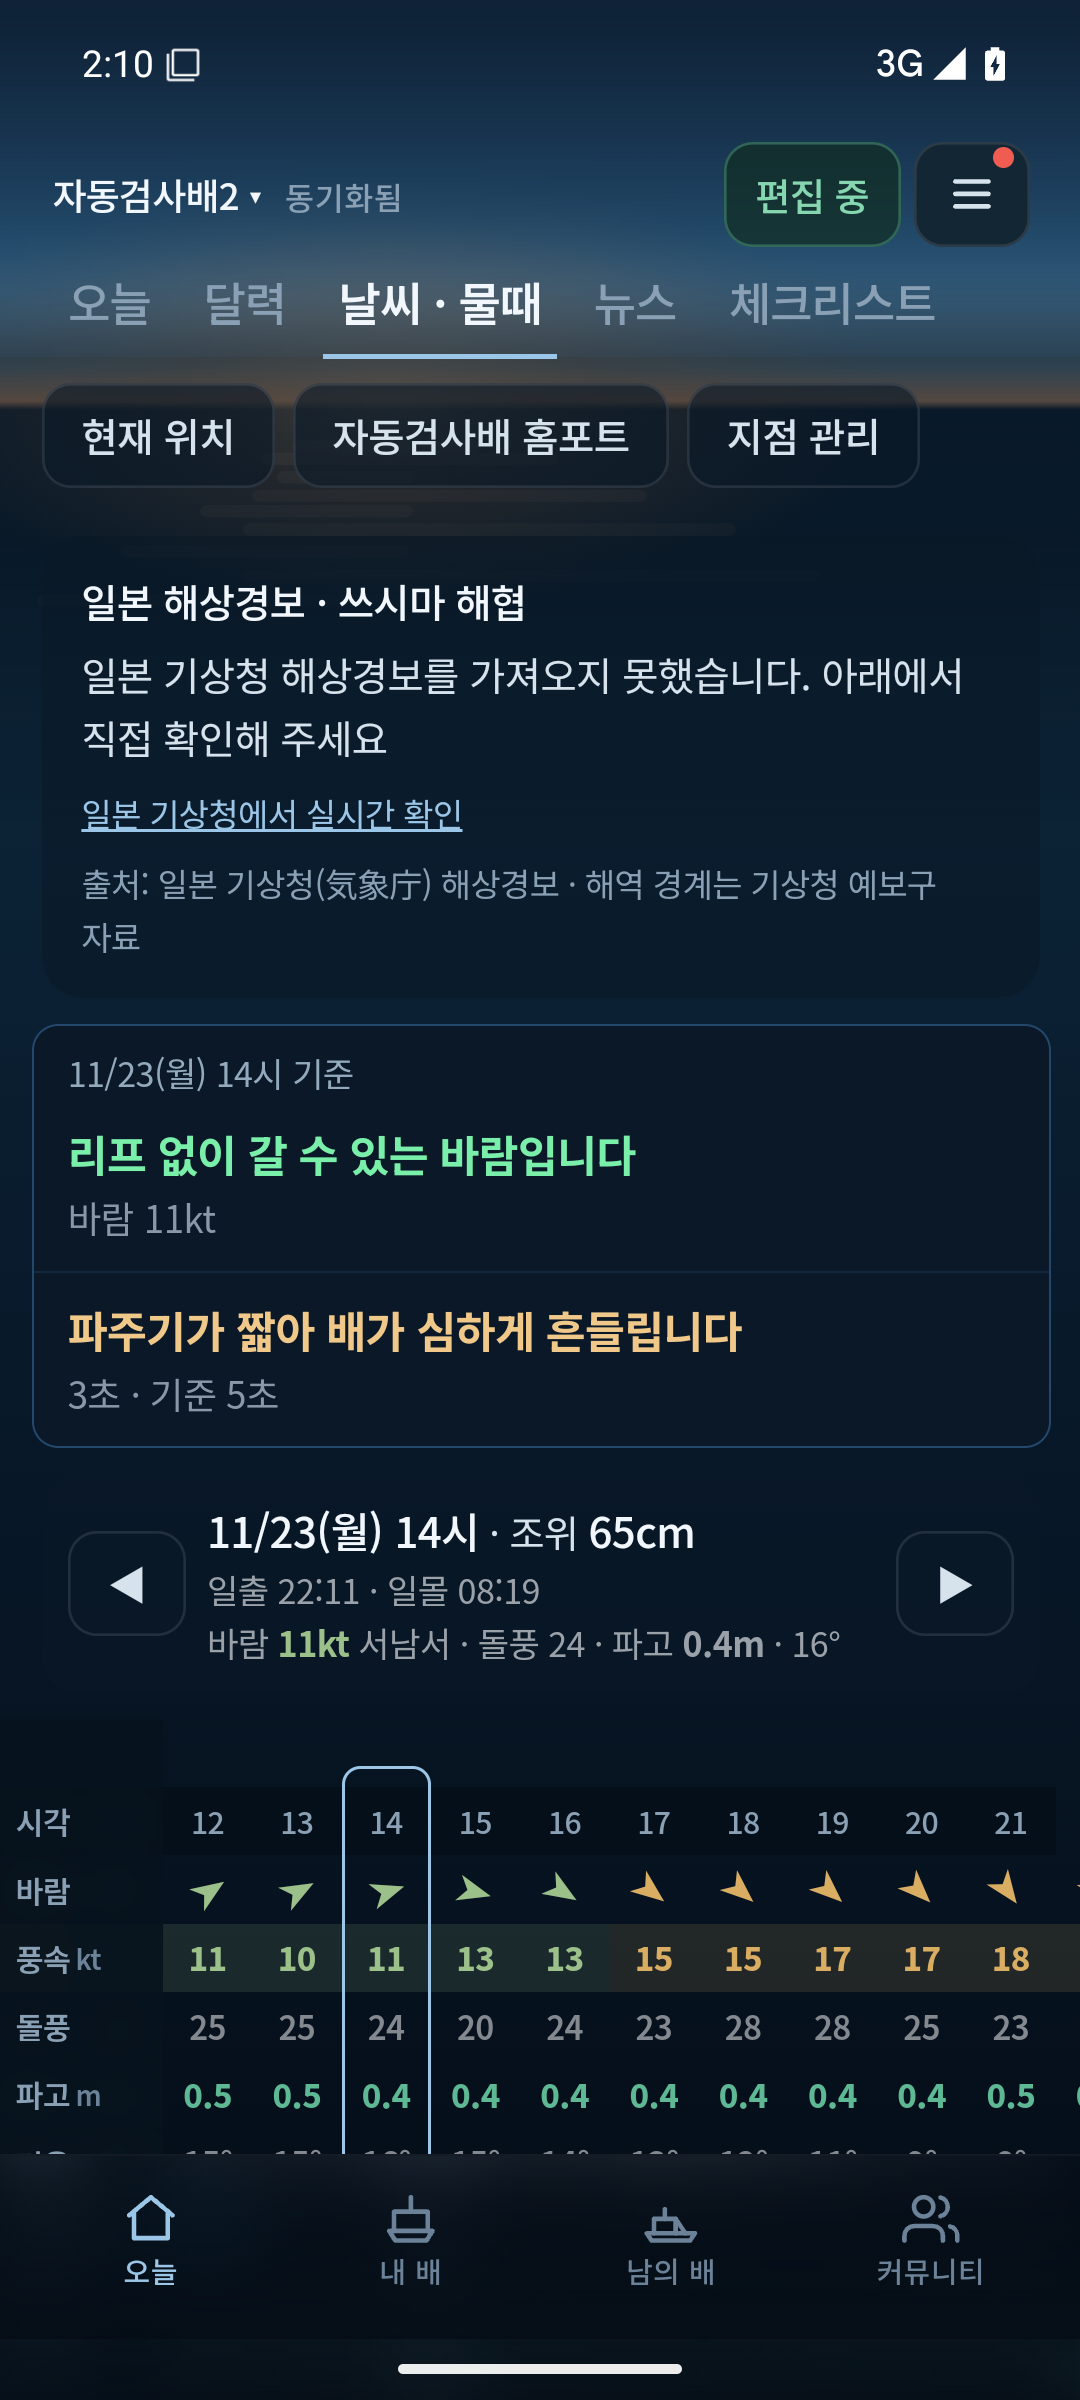 2:10 3G
자동검사배2 ▾ 동기화됨 편집 중
오늘 달력 날씨 · 물때 뉴스 체크리스트
현재 위치 자동검사배 홈포트 지점 관리
일본 해상경보 · 쓰시마 해협
일본 기상청 해상경보를 가져오지 못했습니다. 아래에서
직접 확인해 주세요
일본 기상청에서 실시간 확인
출처: 일본 기상청(気象庁) 해상경보 · 해역 경계는 기상청 예보구
자료
11/23(월) 14시 기준
리프 없이 갈 수 있는 바람입니다
바람 11kt
파주기가 짧아 배가 심하게 흔들립니다
3초 · 기준 5초
11/23(월) 14시 · 조위 65cm
일출 22:11 · 일몰 08:19
바람 11kt 서남서 · 돌풍 24 · 파고 0.4m · 16°
시각 12 13 14 15 16 17 18 19 20 21
바람
풍속 kt 11 10 11 13 13 15 15 17 17 18
돌풍 25 25 24 20 24 23 28 28 25 23
파고 m 0.5 0.5 0.4 0.4 0.4 0.4 0.4 0.4 0.4 0.5
오늘 내 배 남의 배 커뮤니티